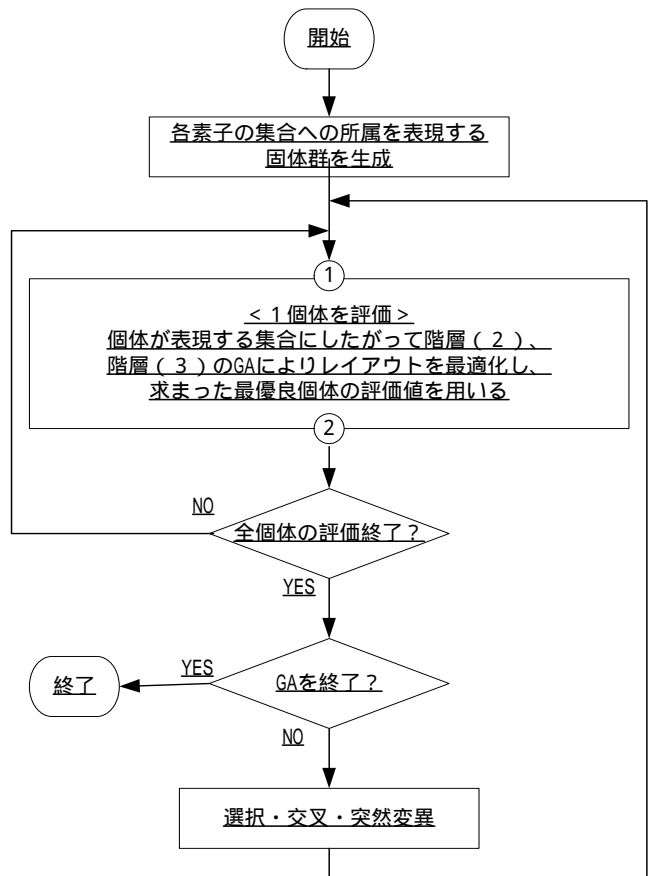 開始
各素子の集合への所属を表現する
固体群を生成
1
<1個体を評価>
個体が表現する集合にしたがって階層(2)、
階層(3)のGAによりレイアウトを最適化し、
求まった最優良個体の評価値を用いる
2
NO
全個体の評価終了?
YES
YES
GAを終了?
終了
NO
選択・交叉・突然変異